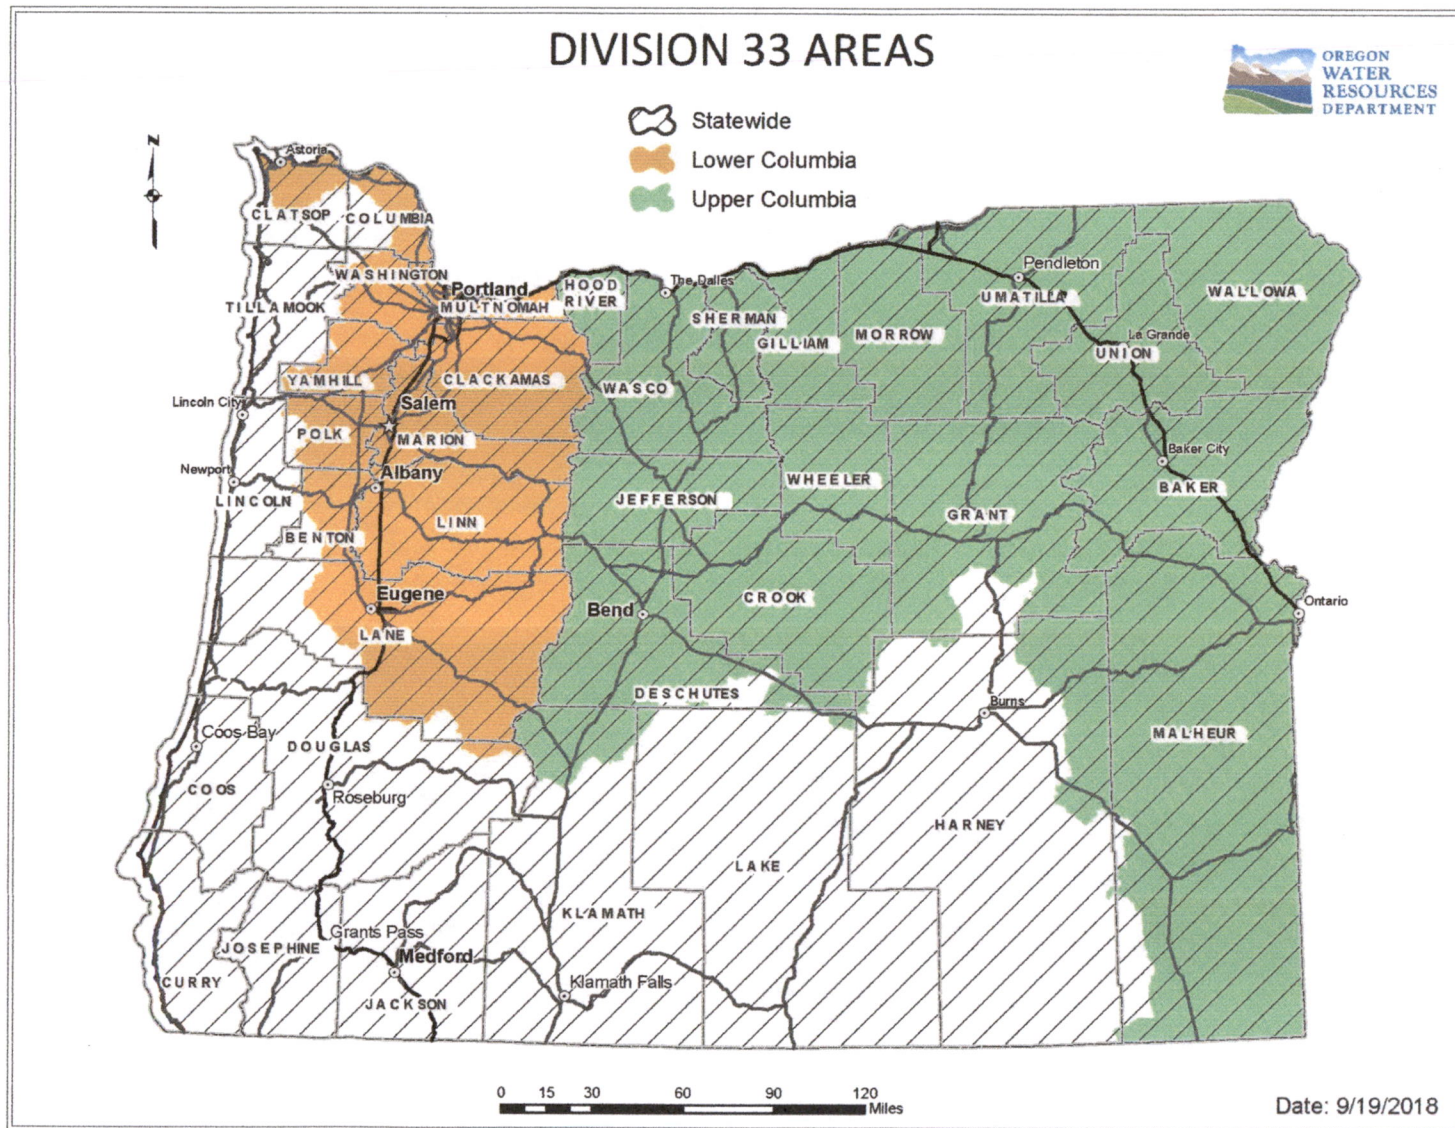 DIVISION 33 AREAS
OREGON
WATER
RESOURCES
DEPARTMENT
Statewide
Lower Columbia
Upper Columbia
N
Astoria
CLATSOP
COLUMBIA
WASHINGTON
Portland
MULTNOMAH
TILLAMOOK
HOOD
RIVER
The Dalles
SHERMAN
GILLIAM
MORROW
Pendleton
UMATILLA
WALLOWA
La Grande
UNION
YAMHILL
CLACKAMAS
WASCO
Lincoln City
Salem
POLK
MARION
Baker City
BAKER
Newport
LINCOLN
Albany
LINN
BENTON
JEFFERSON
WHEELER
GRANT
Eugene
LANE
Bend
CROOK
Ontario
DESCHUTES
Burns
MALHEUR
Coos Bay
DOUGLAS
COOS
Roseburg
HARNEY
LAKE
KLAMATH
Grants Pass
JOSEPHINE
Medford
CURRY
JACKSON
Klamath Falls
0 15 30 60 90 120
Miles
Date: 9/19/2018